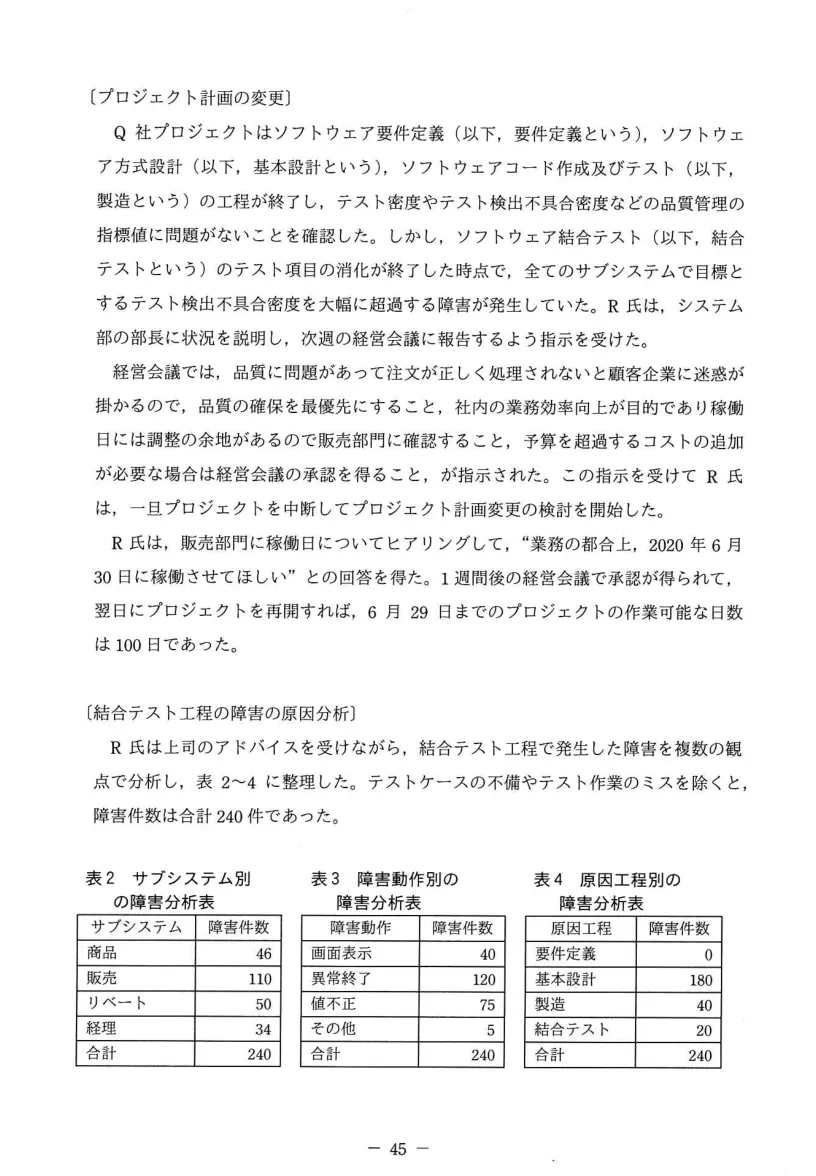 〔プロジェクト計画の変更〕
Q 社プロジェクトはソフトウェア要件定義（以下，要件定義という），ソフトウェ
ア方式設計（以下，基本設計という），ソフトウェアコード作成及びテスト（以下，
製造という）の工程が終了し，テスト密度やテスト検出不具合密度などの品質管理の
指標値に問題がないことを確認した。しかし，ソフトウェア結合テスト（以下，結合
テストという）のテスト項目の消化が終了した時点で，全てのサブシステムで目標と
するテスト検出不具合密度を大幅に超過する障害が発生していた。R 氏は，システム
部の部長に状況を説明し，次週の経営会議に報告するよう指示を受けた。
経営会議では，品質に問題があって注文が正しく処理されないと顧客企業に迷惑が
掛かるので，品質の確保を最優先にすること，社内の業務効率向上が目的であり稼働
日には調整の余地があるので販売部門に確認すること，予算を超過するコストの追加
が必要な場合は経営会議の承認を得ること，が指示された。この指示を受けて R 氏
は，一旦プロジェクトを中断してプロジェクト計画変更の検討を開始した。
R 氏は，販売部門に稼働日についてヒアリングして，“業務の都合上，2020 年 6 月
30 日に稼働させてほしい” との回答を得た。1 週間後の経営会議で承認が得られて，
翌日にプロジェクトを再開すれば，6 月 29 日までのプロジェクトの作業可能な日数
は 100 日であった。
〔結合テスト工程の障害の原因分析〕
R 氏は上司のアドバイスを受けながら，結合テスト工程で発生した障害を複数の観
点で分析し，表 2～4 に整理した。テストケースの不備やテスト作業のミスを除くと，
障害件数は合計 240 件であった。
表2 サブシステム別
の障害分析表
サブシステム 障害件数
商品 46
販売 110
リベート 50
経理 34
合計 240
表3 障害動作別の
障害分析表
障害動作 障害件数
画面表示 40
異常終了 120
値不正 75
その他 5
合計 240
表4 原因工程別の
障害分析表
原因工程 障害件数
要件定義 0
基本設計 180
製造 40
結合テスト 20
合計 240
－ 45 －